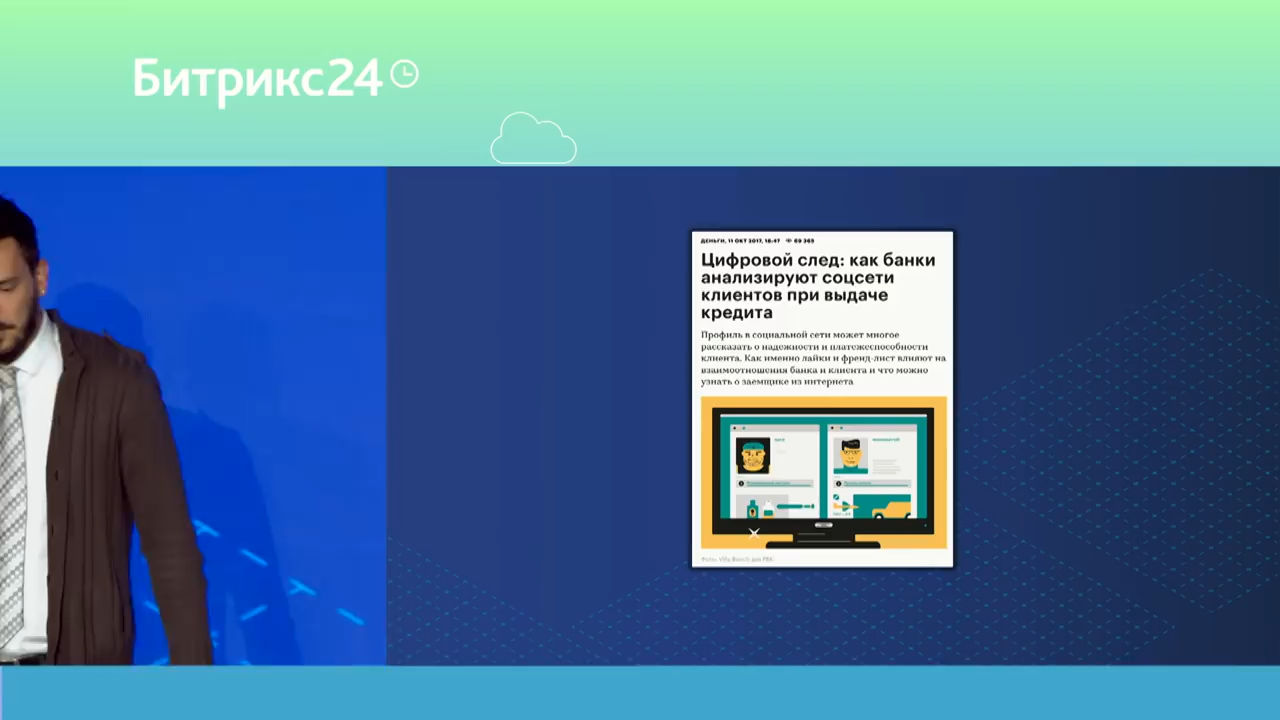 Битрикс24
ДЕНЬГИ, 11 ОКТ 2017, 18:47 69 365
Цифровой след: как банки
анализируют соцсети
клиентов при выдаче
кредита
Профиль в социальной сети может многое
рассказать о надежности и платежеспособности
клиента. Как именно лайки и френд-лист влияют на
взаимоотношения банка и клиента и что можно
узнать о заемщике из интернета